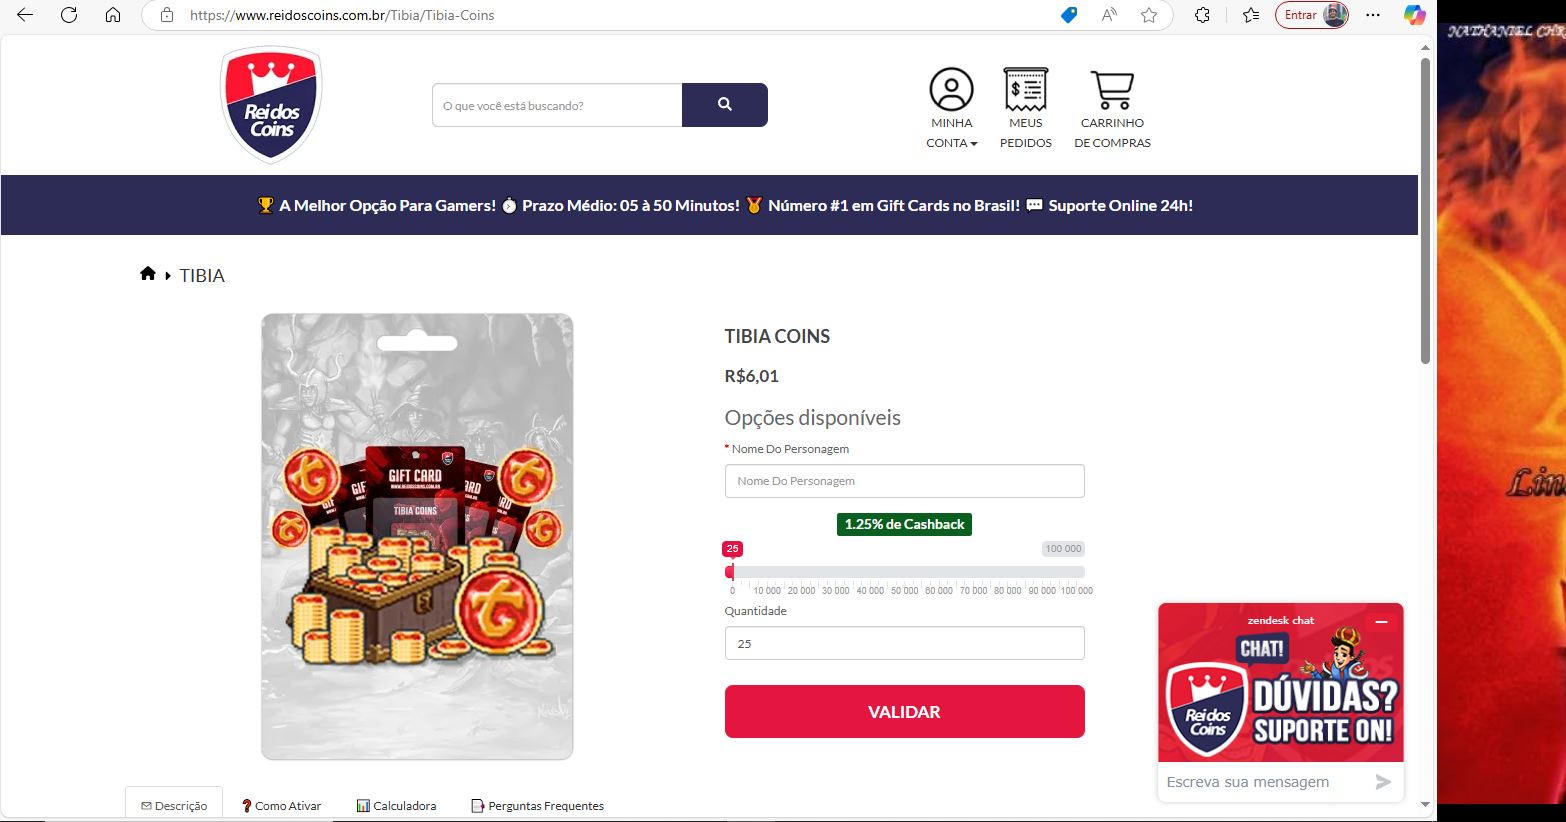 https://www.reidoscoins.com.br/Tibia/Tibia-Coins
Entrar
NATHANIEL CHR
Rei dos
Coins
O que você está buscando?
MINHA
CONTA
MEUS
PEDIDOS
CARRINHO
DE COMPRAS
A Melhor Opção Para Gamers! Prazo Médio: 05 à 50 Minutos! Número #1 em Gift Cards no Brasil! Suporte Online 24h!
TIBIA
GIFT CARD
WWW.REIDOSCOINS.COM.BR
TIBIA COINS
TIBIA COINS
R$6,01
Opções disponíveis
* Nome Do Personagem
Nome Do Personagem
1.25% de Cashback
25
100 000
0 10 000 20 000 30 000 40 000 50 000 60 000 70 000 80 000 90 000 100 000
Quantidade
25
VALIDAR
zendesk chat
CHAT!
Rei dos
Coins
DÚVIDAS?
SUPORTE ON!
Escreva sua mensagem
Descrição
Como Ativar
Calculadora
Perguntas Frequentes